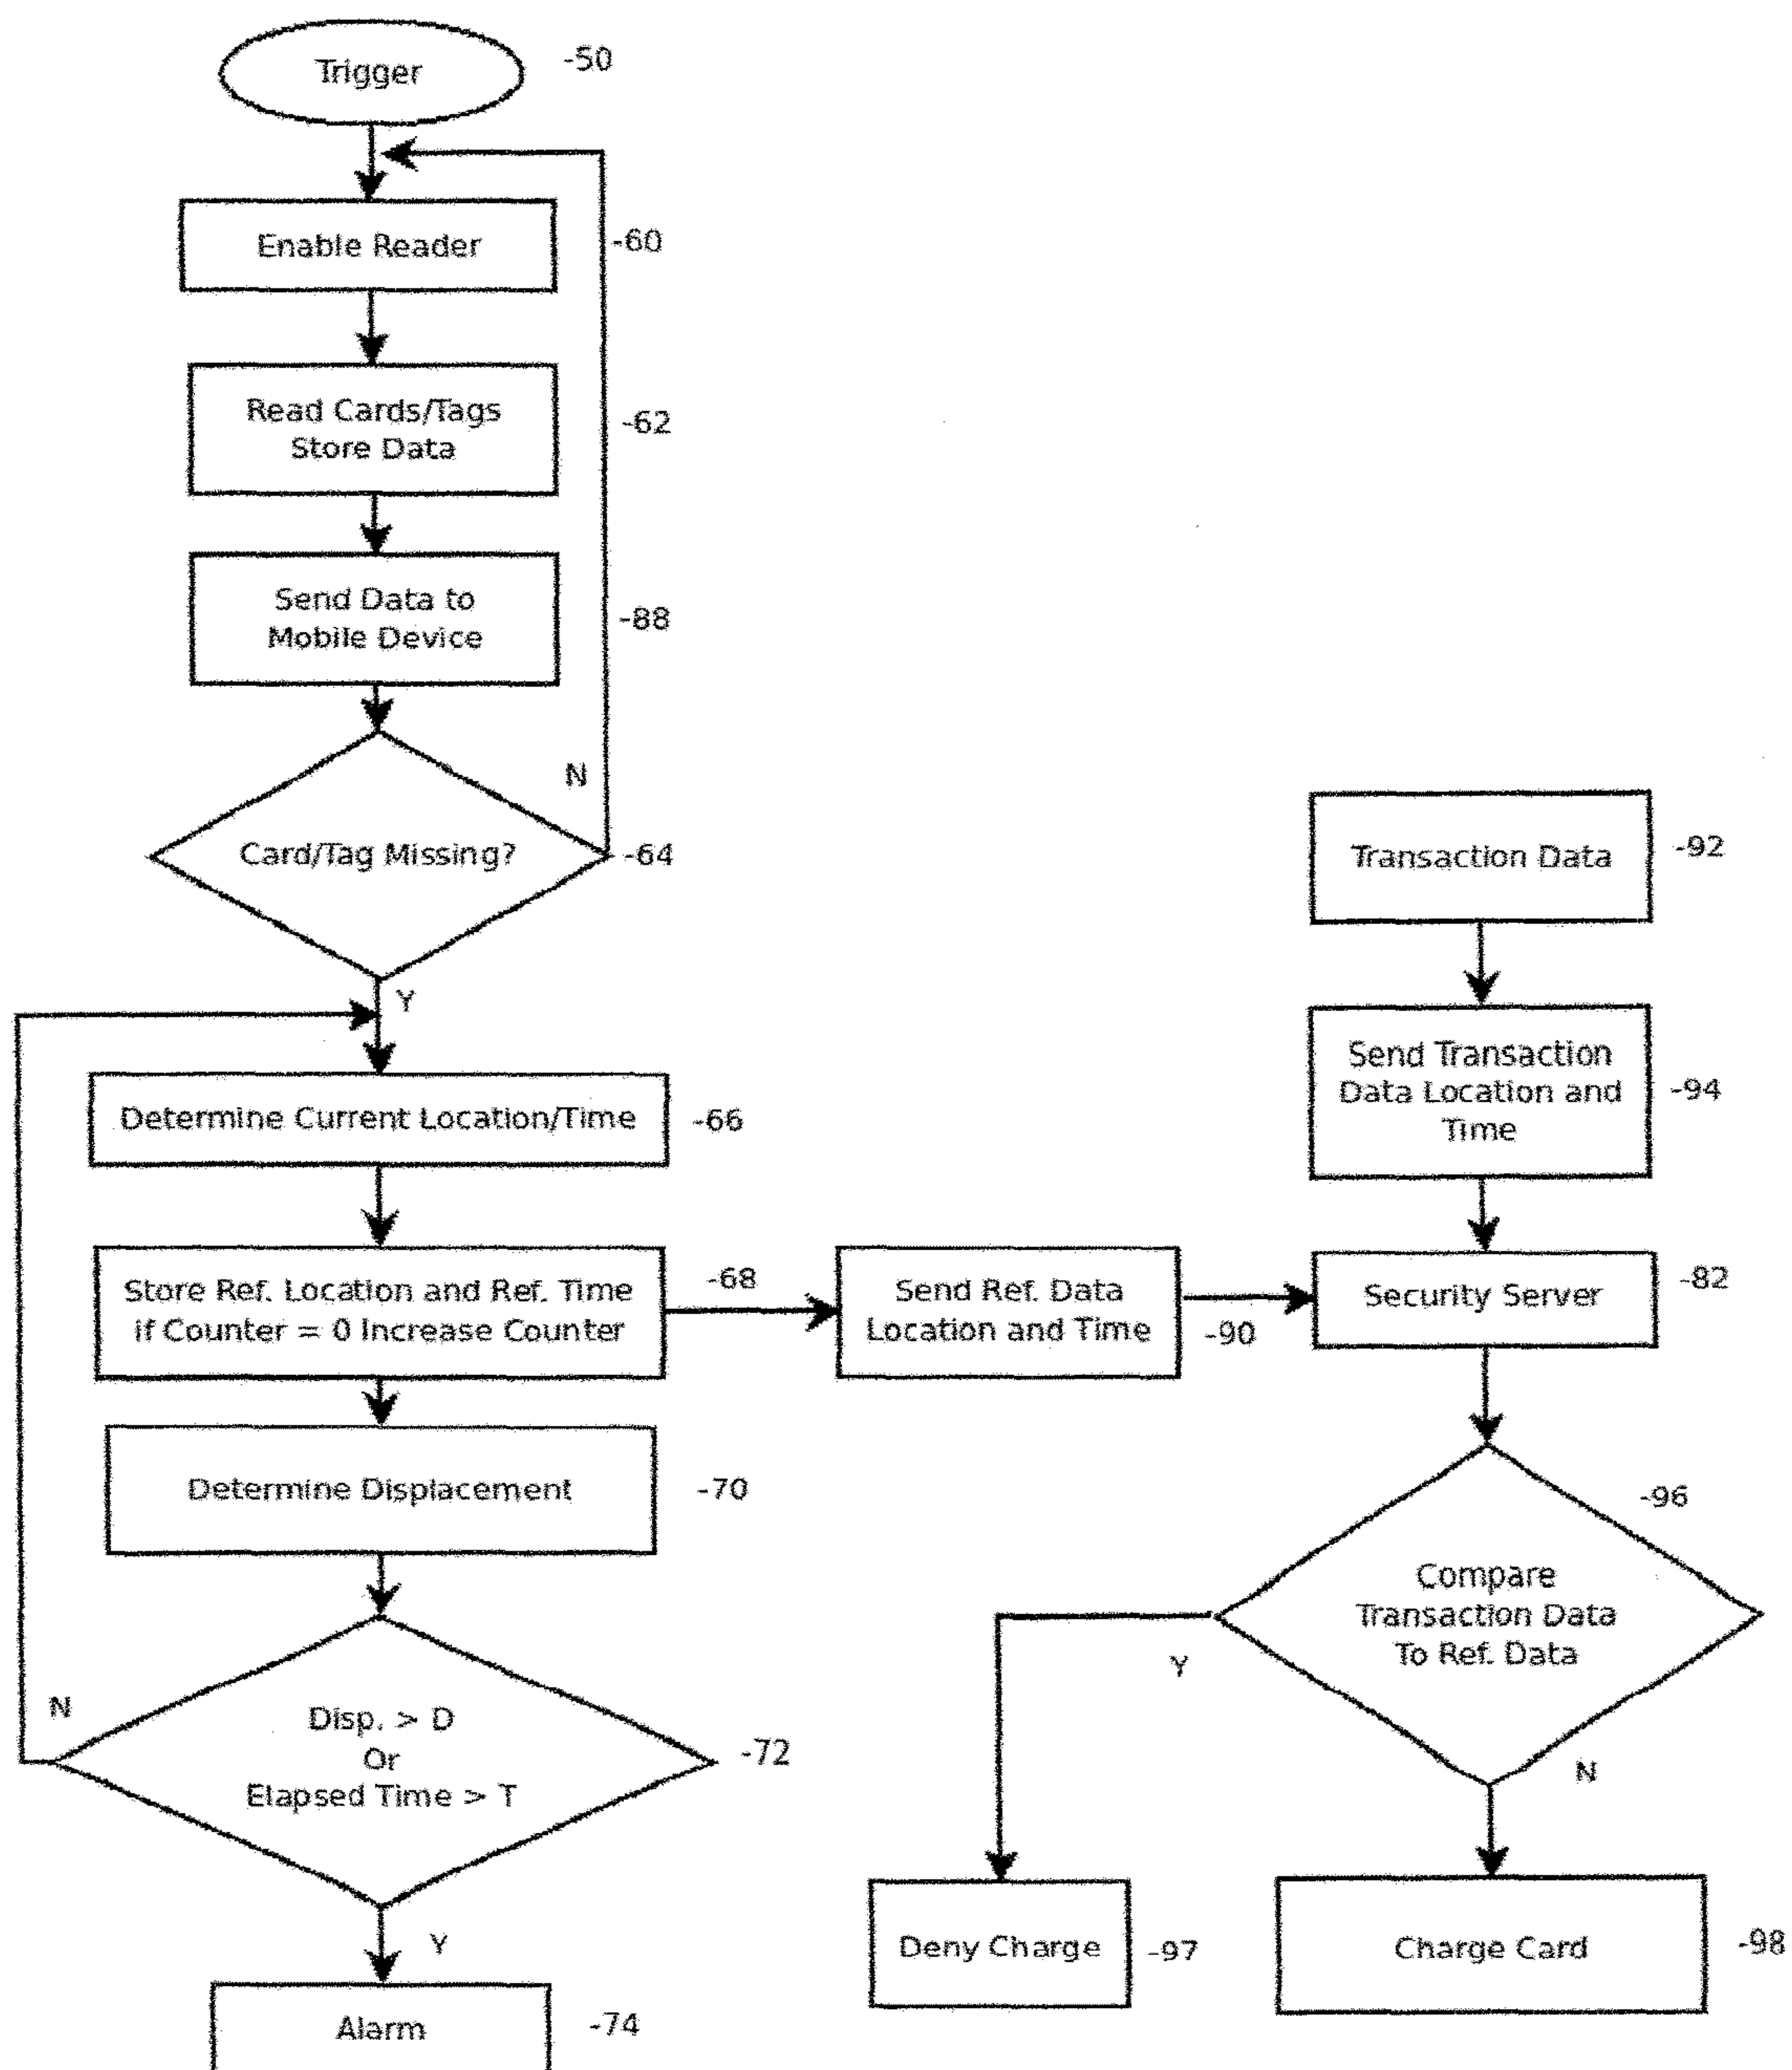 Trigger
-50
Enable Reader
-60
Read Cards/Tags
Store Data
-62
Send Data to
Mobile Device
-88
N
Card/Tag Missing?
-64
Y
Determine Current Location/Time
-66
Store Ref. Location and Ref. Time
if Counter = 0 Increase Counter
-68
Determine Displacement
-70
N
Disp. > D
Or
Elapsed Time > T
-72
Y
Alarm
-74
Send Ref. Data
Location and Time
-90
Transaction Data
-92
Send Transaction
Data Location and
Time
-94
Security Server
-82
-96
Compare
Transaction Data
To Ref. Data
Y
N
Deny Charge
-97
Charge Card
-98